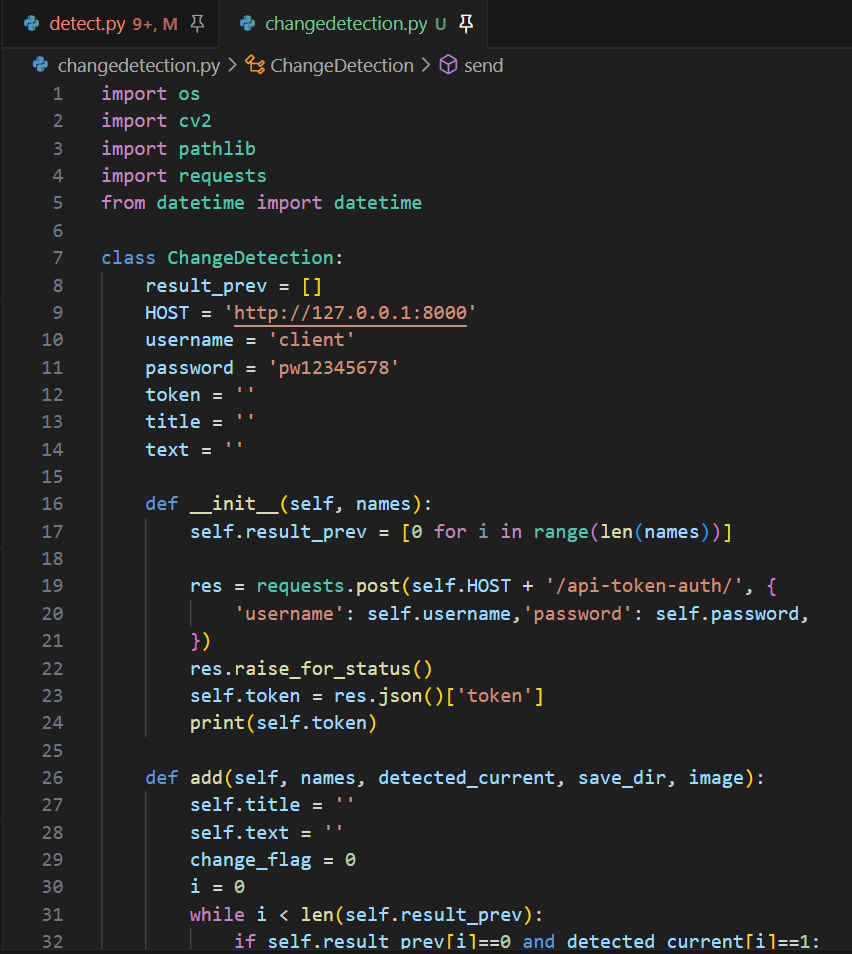 detect.py 9+, M changedetection.py U
changedetection.py > ChangeDetection > send
1 import os
2 import cv2
3 import pathlib
4 import requests
5 from datetime import datetime
6
7 class ChangeDetection:
8     result_prev = []
9     HOST = 'http://127.0.0.1:8000'
10     username = 'client'
11     password = 'pw12345678'
12     token = ''
13     title = ''
14     text = ''
15
16     def __init__(self, names):
17         self.result_prev = [0 for i in range(len(names))]
18
19         res = requests.post(self.HOST + '/api-token-auth/', {
20             'username': self.username,'password': self.password,
21         })
22         res.raise_for_status()
23         self.token = res.json()['token']
24         print(self.token)
25
26     def add(self, names, detected_current, save_dir, image):
27         self.title = ''
28         self.text = ''
29         change_flag = 0
30         i = 0
31         while i < len(self.result_prev):
32             if self.result_prev[i]==0 and detected_current[i]==1: